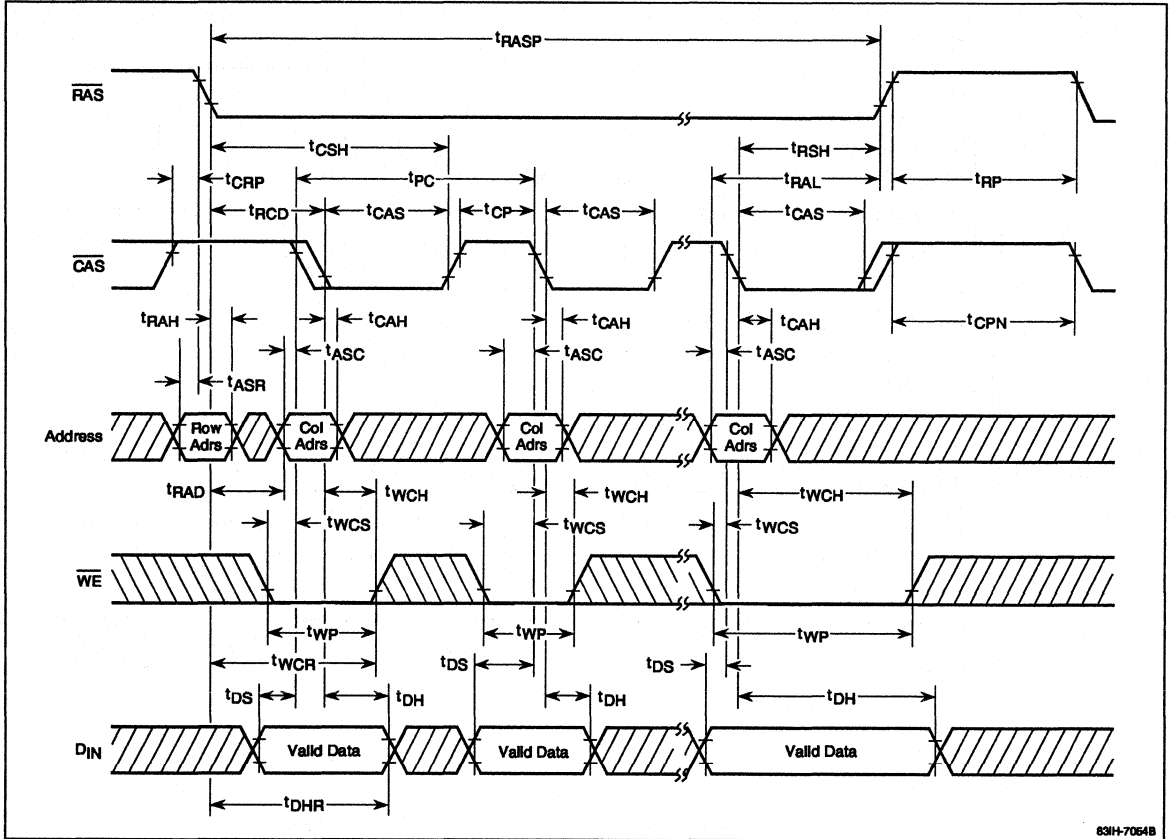 tRASP
RAS
tCSH
tRSH
tCRP
tPC
tRAL
tRP
tRCD
tCAS
tCP
tCAS
tCAS
CAS
tRAH
tCAH
tCAH
tCAH
tCPN
tASC
tASC
tASC
tASR
Address
Row Adrs
Col Adrs
Col Adrs
Col Adrs
tRAD
tWCH
tWCH
tWCH
tWCS
tWCS
tWCS
WE
tWP
tWP
tWP
tWCR
tDS
tDS
tDS
tDH
tDH
tDH
DIN
Valid Data
Valid Data
Valid Data
tDHR
83IH-7064B